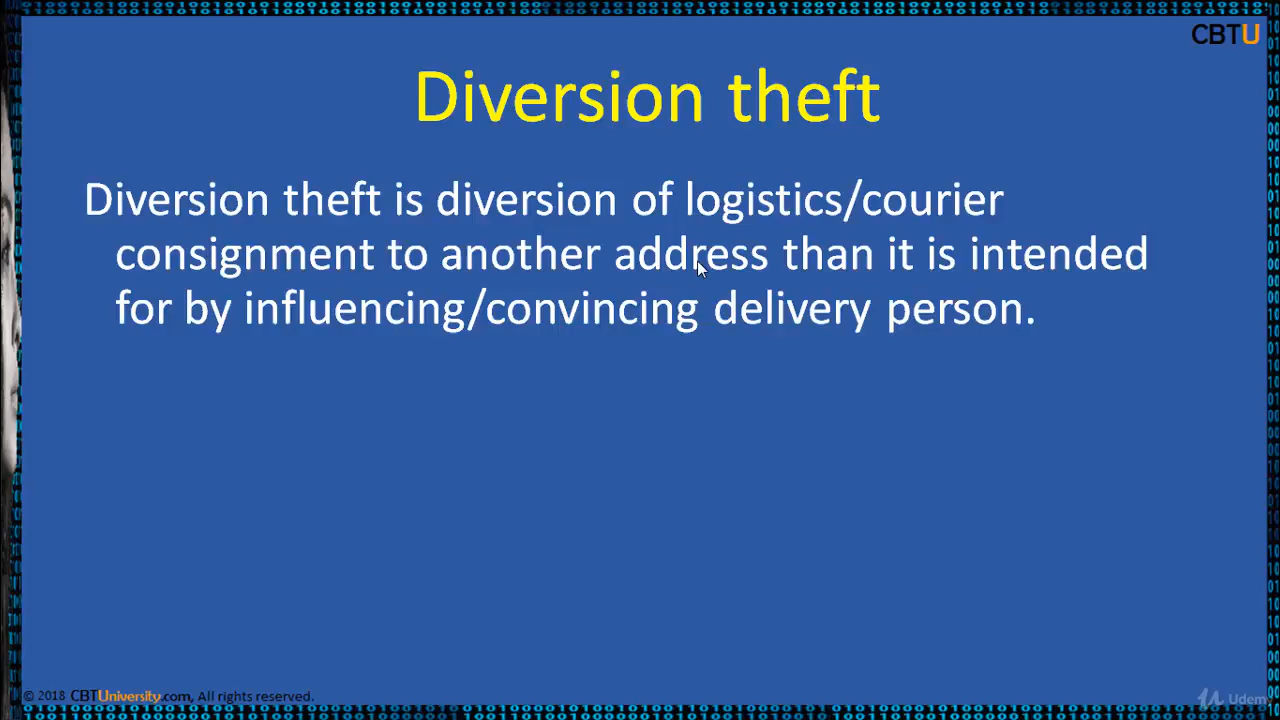 CBTU
Diversion theft
Diversion theft is diversion of logistics/courier
consignment to another address than it is intended
for by influencing/convincing delivery person.
© 2018 CBTUniversity.com, All rights reserved.
Udemy